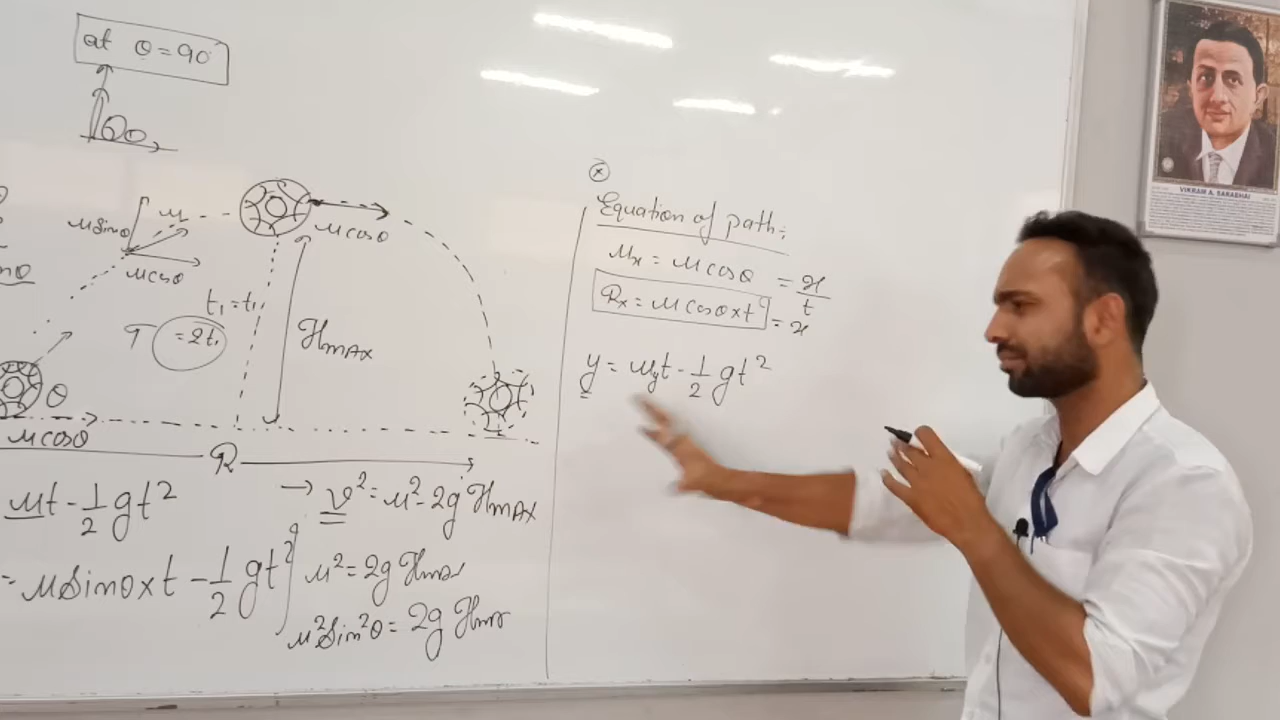 at θ = 90°
θ
u sinθ
u
u cosθ
u cosθ
t₁ = t₁
T = 2t₁
Hmax
θ
u cosθ
R
ut - 1/2 gt²
= u Sinθ × t - 1/2 gt²
→ v² = u² - 2g Hmax
u² = 2g Hmax
u² Sin²θ = 2g Hmax
Equation of path:
uₓ = u cosθ = x/t
Rₓ = u cosθ × t = x
y = u_y t - 1/2 gt²
VIKRAM A. SARABHAI